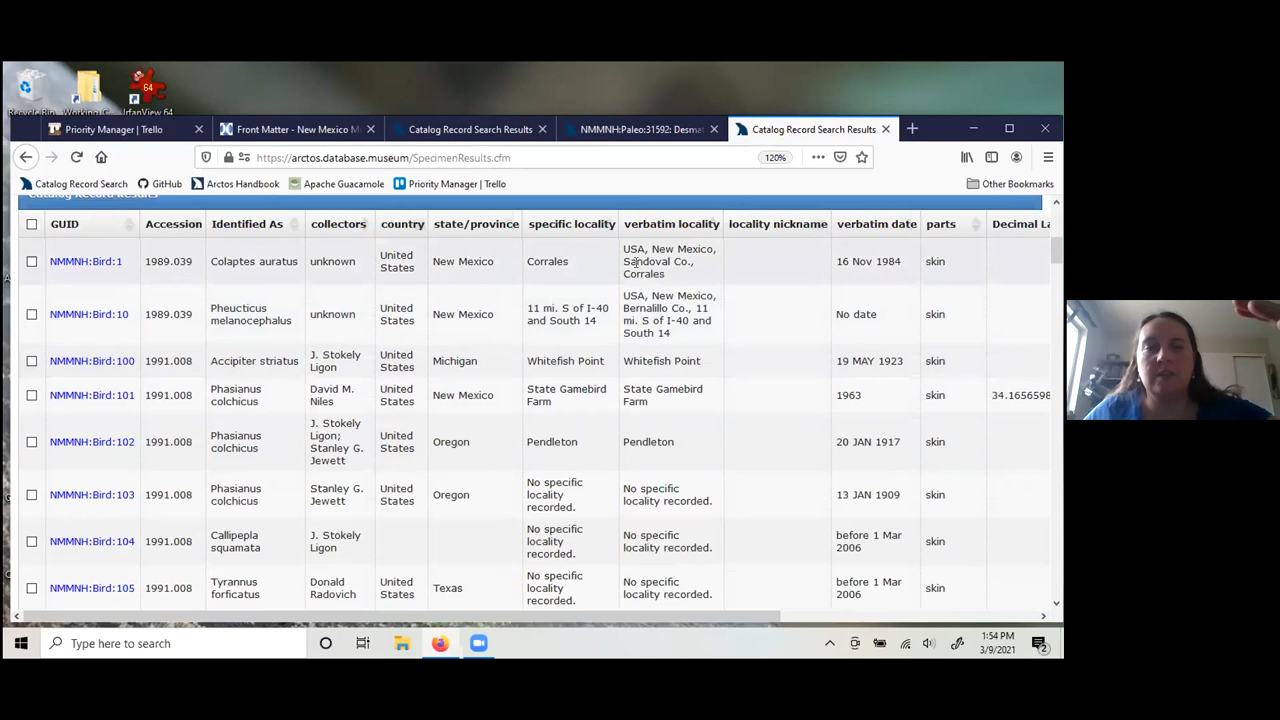 64
Recycle Bin
IrfanView 64
Priority Manager | Trello
Front Matter - New Mexico M
Catalog Record Search Results
NMMNH:Paleo:31592: Desmat
Catalog Record Search Results
https://arctos.database.museum/SpecimenResults.cfm
120%
Catalog Record Search
GitHub
Arctos Handbook
Apache Guacamole
Priority Manager | Trello
Other Bookmarks
Catalog Record Results
GUID Accession Identified As collectors country state/province specific locality verbatim locality locality nickname verbatim date parts Decimal La
NMMNH:Bird:1 1989.039 Colaptes auratus unknown United States New Mexico Corrales USA, New Mexico, Sandoval Co., Corrales 16 Nov 1984 skin
NMMNH:Bird:10 1989.039 Pheucticus melanocephalus unknown United States New Mexico 11 mi. S of I-40 and South 14 USA, New Mexico, Bernalillo Co., 11 mi. S of I-40 and South 14 No date skin
NMMNH:Bird:100 1991.008 Accipiter striatus J. Stokely Ligon United States Michigan Whitefish Point Whitefish Point 19 MAY 1923 skin
NMMNH:Bird:101 1991.008 Phasianus colchicus David M. Niles United States New Mexico State Gamebird Farm State Gamebird Farm 1963 skin 34.1656598
NMMNH:Bird:102 1991.008 Phasianus colchicus J. Stokely Ligon; Stanley G. Jewett United States Oregon Pendleton Pendleton 20 JAN 1917 skin
NMMNH:Bird:103 1991.008 Phasianus colchicus Stanley G. Jewett United States Oregon No specific locality recorded. No specific locality recorded. 13 JAN 1909 skin
NMMNH:Bird:104 1991.008 Callipepla squamata J. Stokely Ligon No specific locality recorded. No specific locality recorded. before 1 Mar 2006 skin
NMMNH:Bird:105 1991.008 Tyrannus forficatus Donald Radovich United States Texas No specific locality recorded. No specific locality recorded. before 1 Mar 2006 skin
Type here to search
1:54 PM
3/9/2021
2